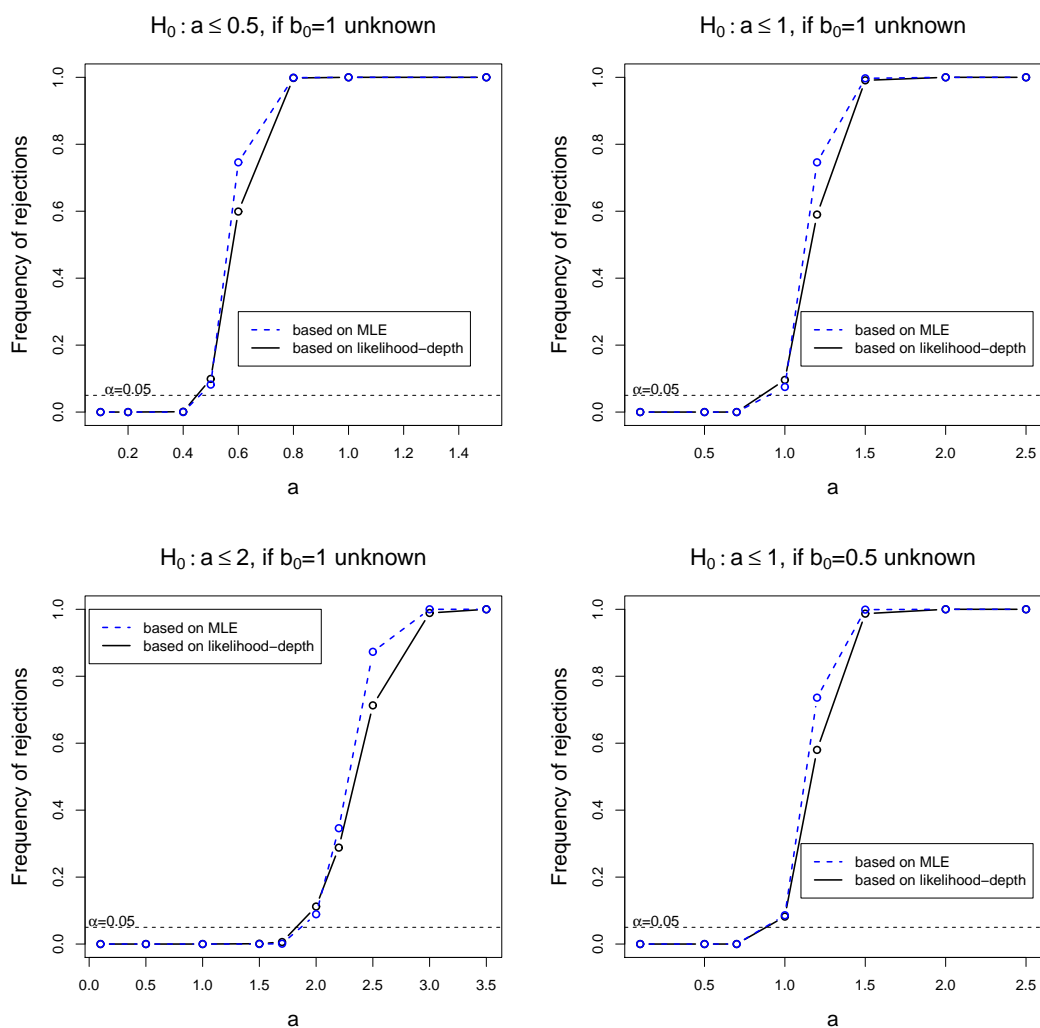 H₀ : a ≤ 0.5, if b₀=1 unknown
Frequency of rejections
1.0
0.8
0.6
0.4
0.2
0.0
α=0.05
based on MLE
based on likelihood−depth
0.2 0.4 0.6 0.8 1.0 1.2 1.4
a
H₀ : a ≤ 1, if b₀=1 unknown
Frequency of rejections
1.0
0.8
0.6
0.4
0.2
0.0
α=0.05
based on MLE
based on likelihood−depth
0.5 1.0 1.5 2.0 2.5
a
H₀ : a ≤ 2, if b₀=1 unknown
Frequency of rejections
1.0
0.8
0.6
0.4
0.2
0.0
based on MLE
based on likelihood−depth
α=0.05
0.0 0.5 1.0 1.5 2.0 2.5 3.0 3.5
a
H₀ : a ≤ 1, if b₀=0.5 unknown
Frequency of rejections
1.0
0.8
0.6
0.4
0.2
0.0
based on MLE
based on likelihood−depth
α=0.05
0.5 1.0 1.5 2.0 2.5
a